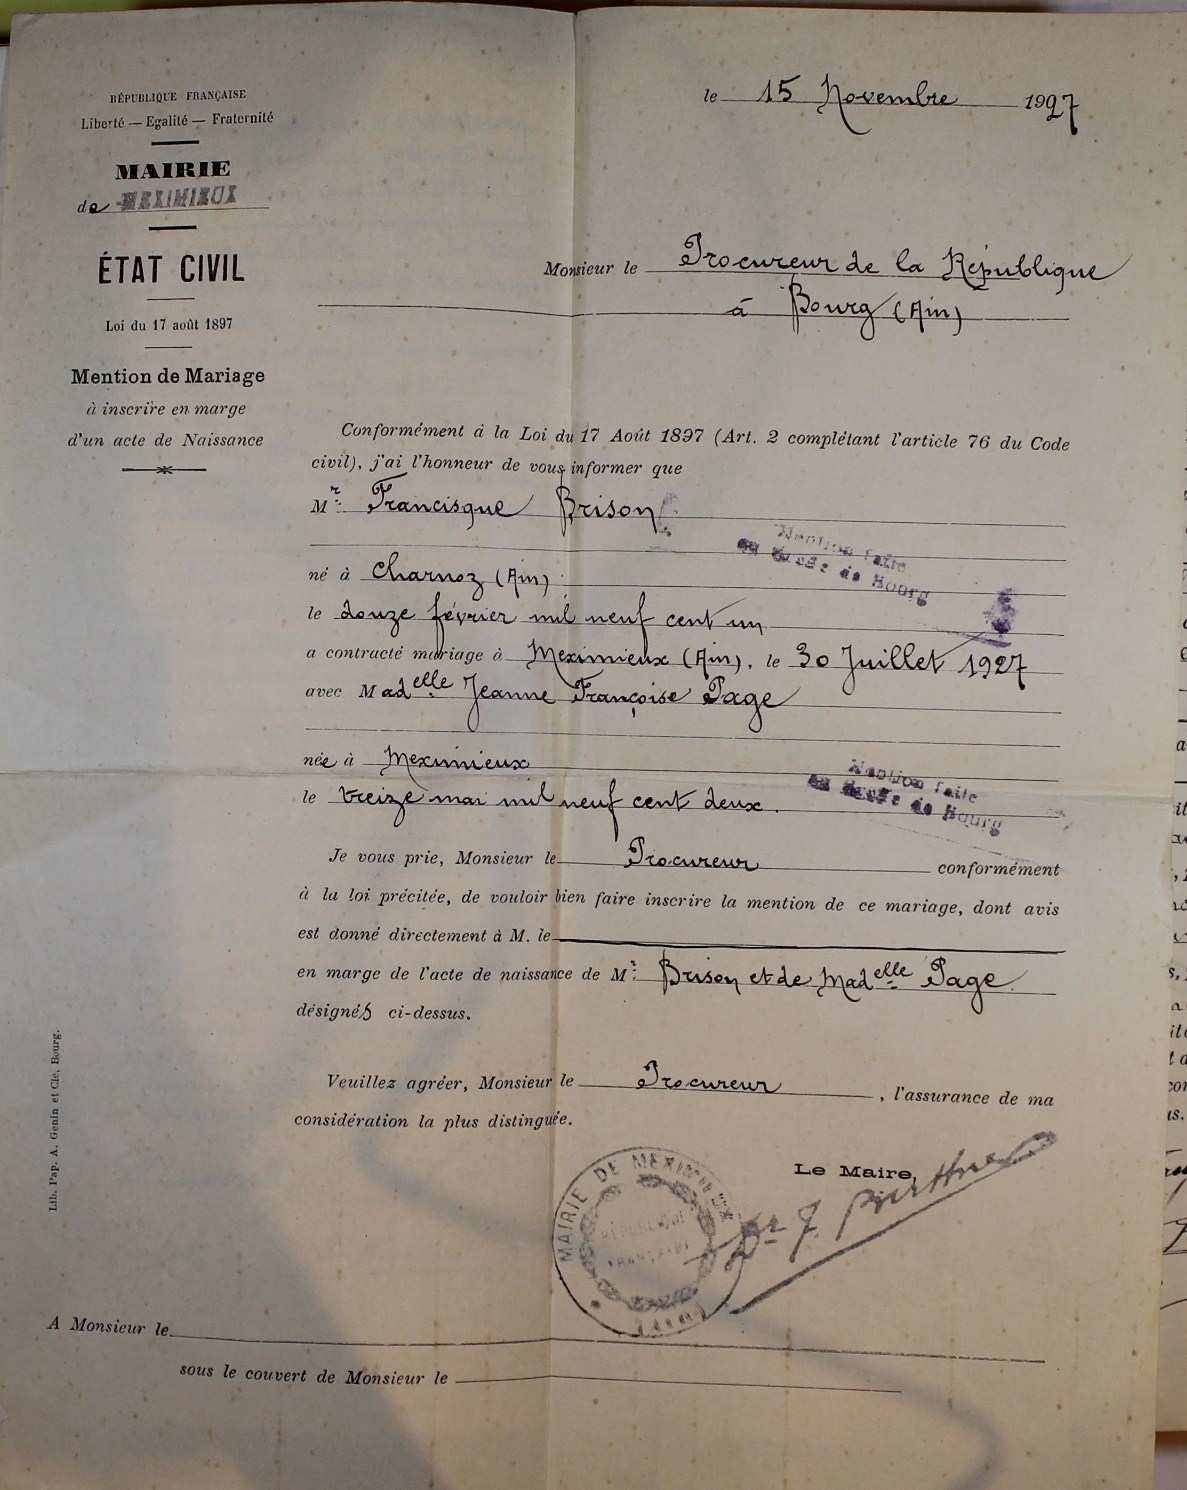 RÉPUBLIQUE FRANÇAISE
Liberté — Egalité — Fraternité
MAIRIE
de MEXIMIEUX
ÉTAT CIVIL
Loi du 17 août 1897
Mention de Mariage
à inscrire en marge
d'un acte de Naissance
le 15 Novembre 1927
Monsieur le Procureur de la République
à Bourg (Ain)
Conformément à la Loi du 17 Août 1897 (Art. 2 complétant l'article 76 du Code
civil), j'ai l'honneur de vous informer que
Mr Francisque Brison
Mention faite
au Greffe de Bourg
né à Charnoz (Ain)
le douze février mil neuf cent un
a contracté mariage à Meximieux (Ain), le 30 Juillet 1927
avec Madelle Jeanne Françoise Page
née à Meximieux
Mention faite
au Greffe de Bourg
le treize mai mil neuf cent deux.
Je vous prie, Monsieur le Procureur conformément
à la loi précitée, de vouloir bien faire inscrire la mention de ce mariage, dont avis
est donné directement à M. le
en marge de l'acte de naissance de Mr Brison et de Madelle Page
désignés ci-dessus.
Veuillez agréer, Monsieur le Procureur, l'assurance de ma
considération la plus distinguée.
Le Maire,
Dr J.
MAIRIE DE MEXIMIEUX
RÉPUBLIQUE
FRANÇAISE
(AIN)
A Monsieur le
sous le couvert de Monsieur le
Lib. Pap. A. Genin et Cie, Bourg.